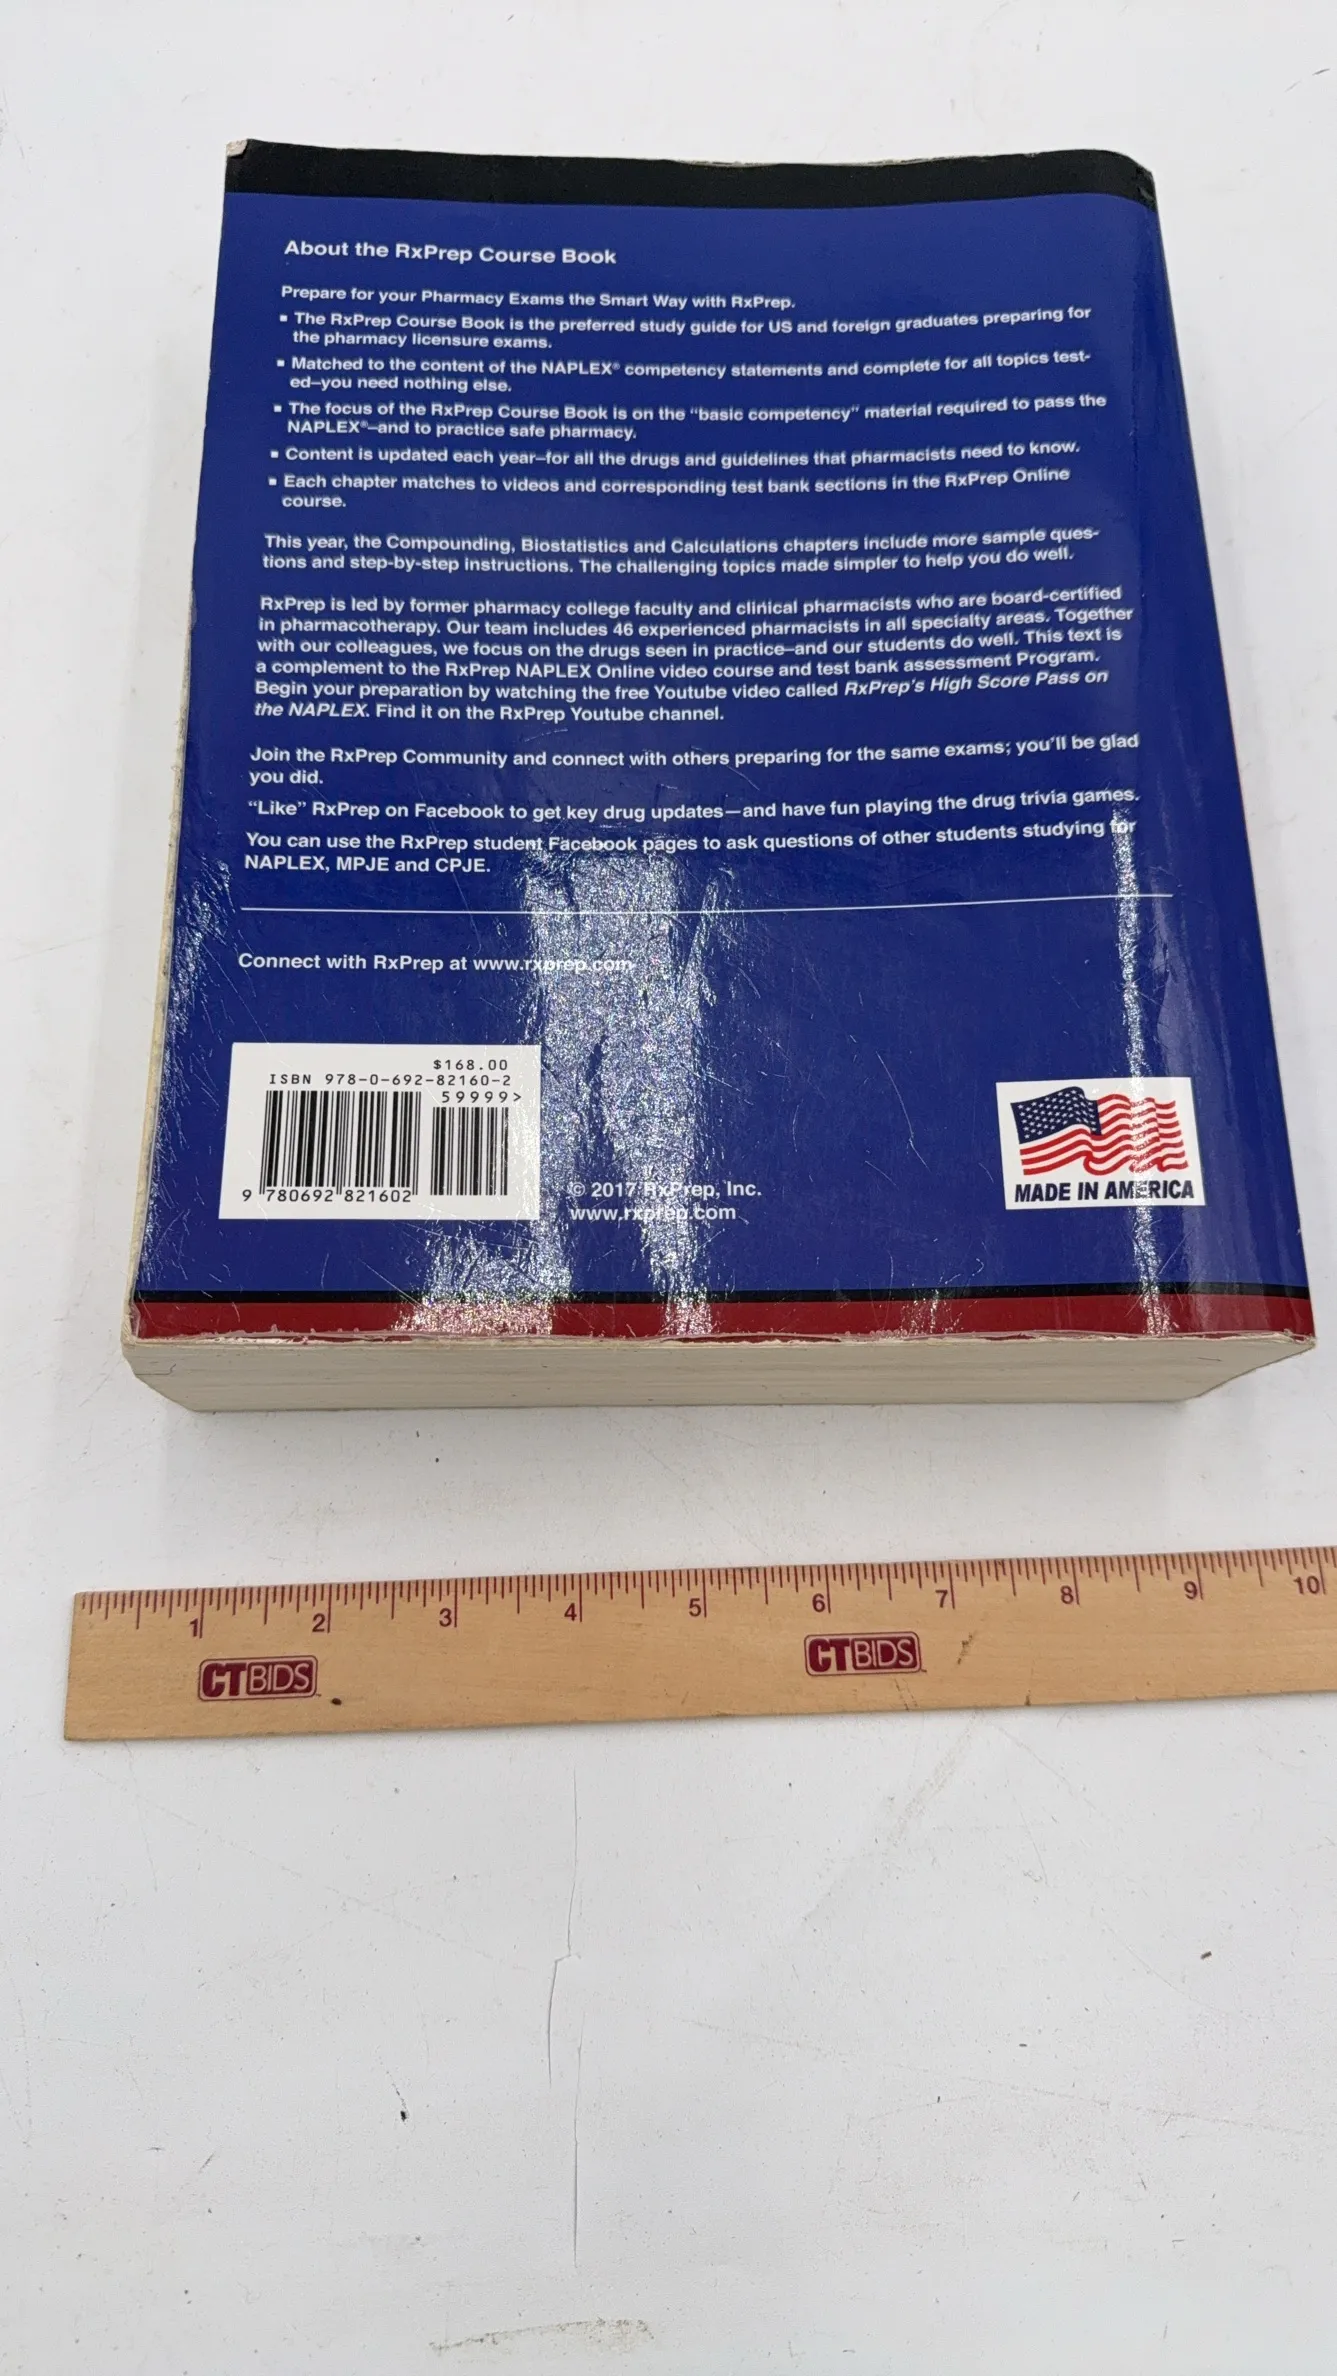 About the RxPrep Course Book
Prepare for your Pharmacy Exams the Smart Way with RxPrep.
▪ The RxPrep Course Book is the preferred study guide for US and foreign graduates preparing for
the pharmacy licensure exams.
▪ Matched to the content of the NAPLEX® competency statements and complete for all topics test-
ed—you need nothing else.
▪ The focus of the RxPrep Course Book is on the "basic competency" material required to pass the
NAPLEX®—and to practice safe pharmacy.
▪ Content is updated each year—for all the drugs and guidelines that pharmacists need to know.
▪ Each chapter matches to videos and corresponding test bank sections in the RxPrep Online
course.
This year, the Compounding, Biostatistics and Calculations chapters include more sample ques-
tions and step-by-step instructions. The challenging topics made simpler to help you do well.
RxPrep is led by former pharmacy college faculty and clinical pharmacists who are board-certified
in pharmacotherapy. Our team includes 46 experienced pharmacists in all specialty areas. Together
with our colleagues, we focus on the drugs seen in practice—and our students do well. This text is
a complement to the RxPrep NAPLEX Online video course and test bank assessment Program.
Begin your preparation by watching the free Youtube video called RxPrep's High Score Pass on
the NAPLEX. Find it on the RxPrep Youtube channel.
Join the RxPrep Community and connect with others preparing for the same exams; you'll be glad
you did.
"Like" RxPrep on Facebook to get key drug updates—and have fun playing the drug trivia games.
You can use the RxPrep student Facebook pages to ask questions of other students studying for
NAPLEX, MPJE and CPJE.
Connect with RxPrep at www.rxprep.com
$168.00
ISBN 978-0-692-82160-2
59999>
9 780692 821602
© 2017 RxPrep, Inc.
www.rxprep.com
MADE IN AMERICA
1 2 3 4 5 6 7 8 9 10
CTBIDS CTBIDS